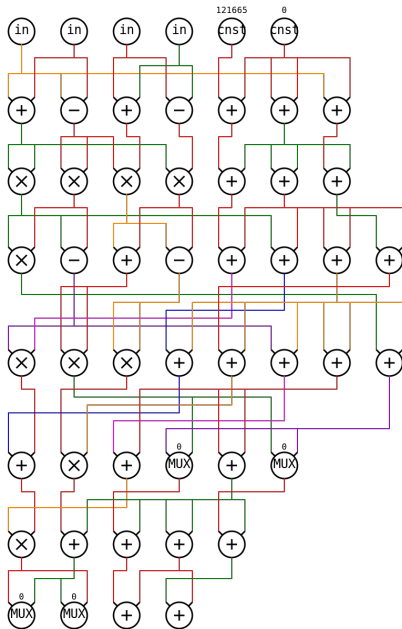 121665 0
in in in in cnst cnst
+ − + − + + +
× × × × + + +
× − + − + + + +
× × × + + + + +
0 0
+ × + MUX + MUX
× + + + +
0 0
MUX MUX + +